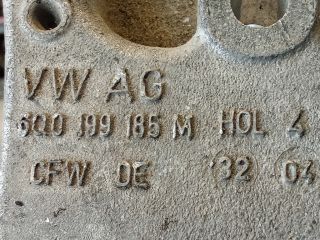 VW AG
6Q0 199 185 M HOL 4
CFW DE 32 04